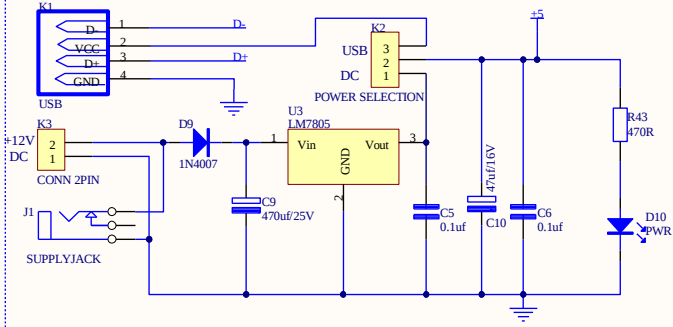 K1
D-
VCC
D+
GND
1
2
3
4
USB
D-
D+
K2
USB
DC
3
2
1
POWER SELECTION
+5
K3
+12V
DC
2
1
CONN 2PIN
D9
1N4007
U3
LM7805
1
Vin
Vout
3
GND
2
C9
470uf/25V
C5
0.1uf
47uf/16V
C10
C6
0.1uf
R43
470R
D10
PWR
J1
SUPPLYJACK